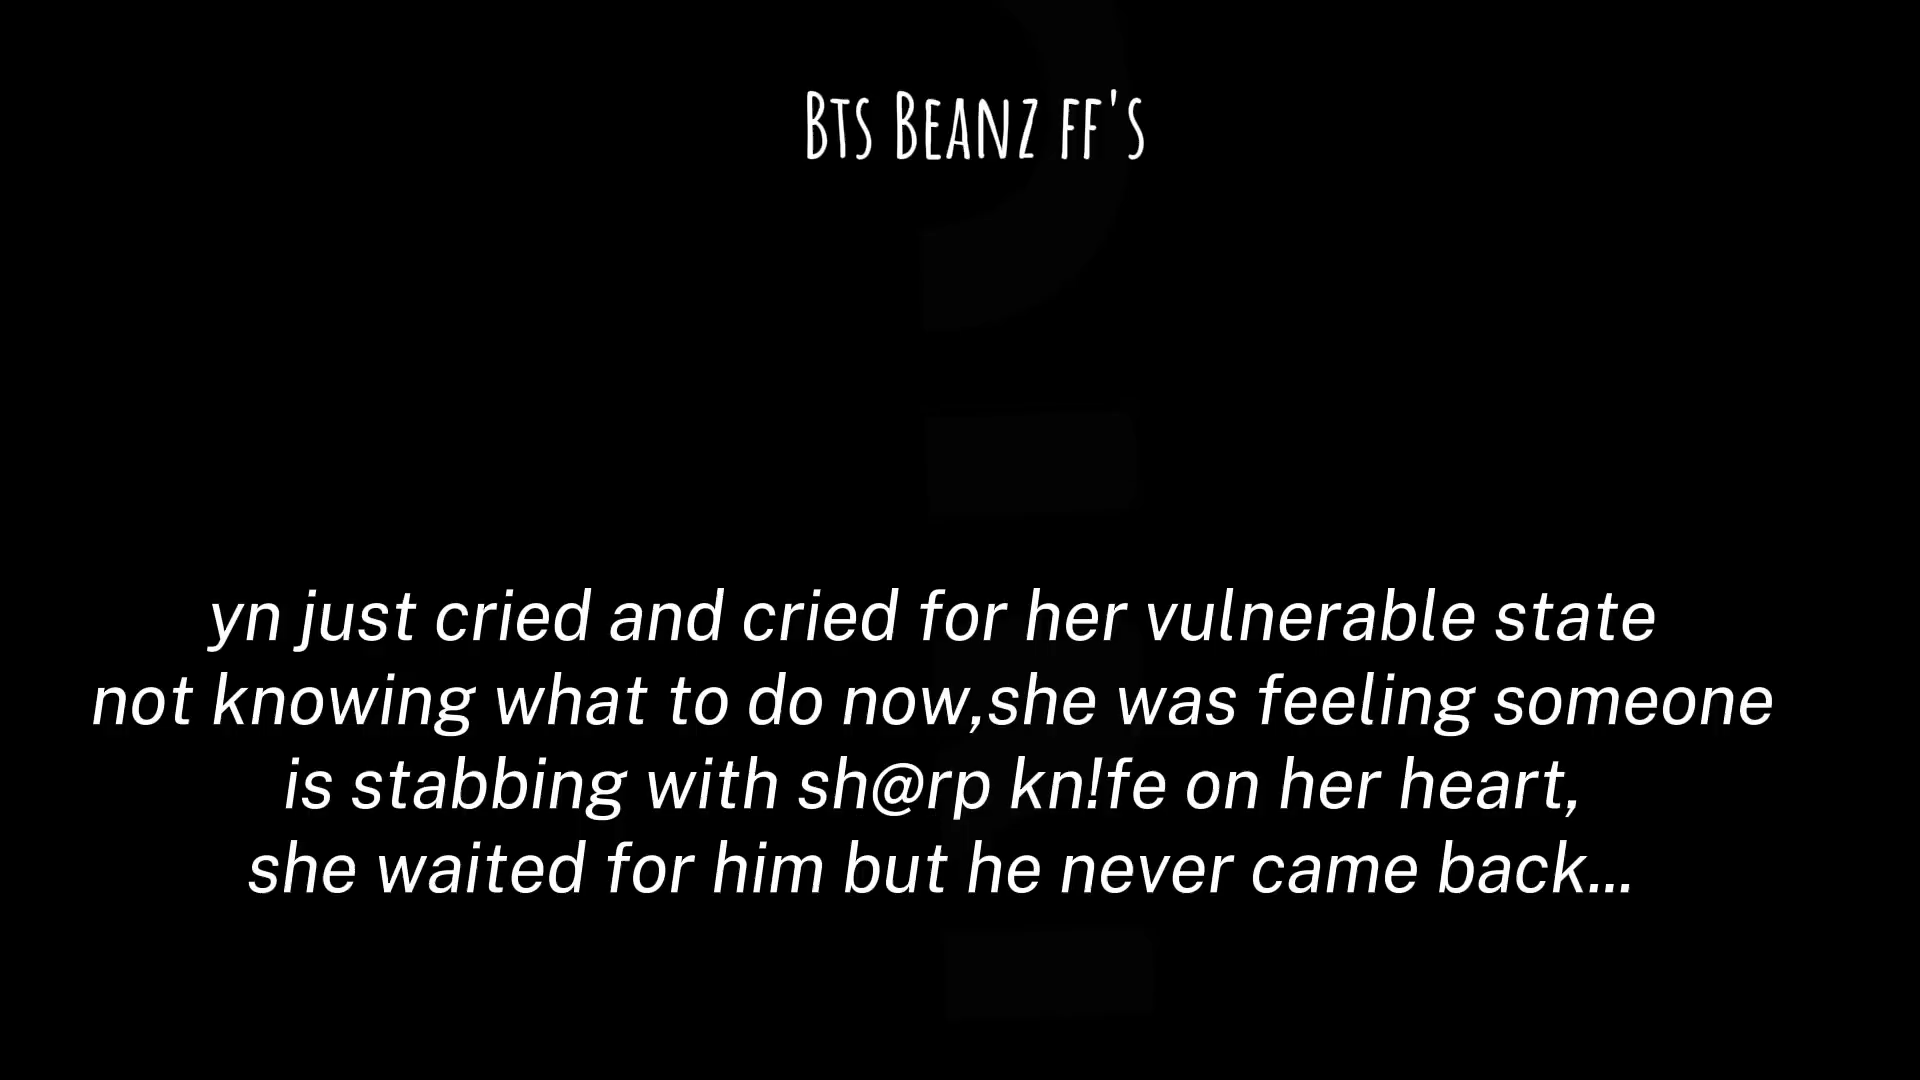 Bts Beanz ff's
yn just cried and cried for her vulnerable state
not knowing what to do now,she was feeling someone
is stabbing with sh@rp kn!fe on her heart,
she waited for him but he never came back...